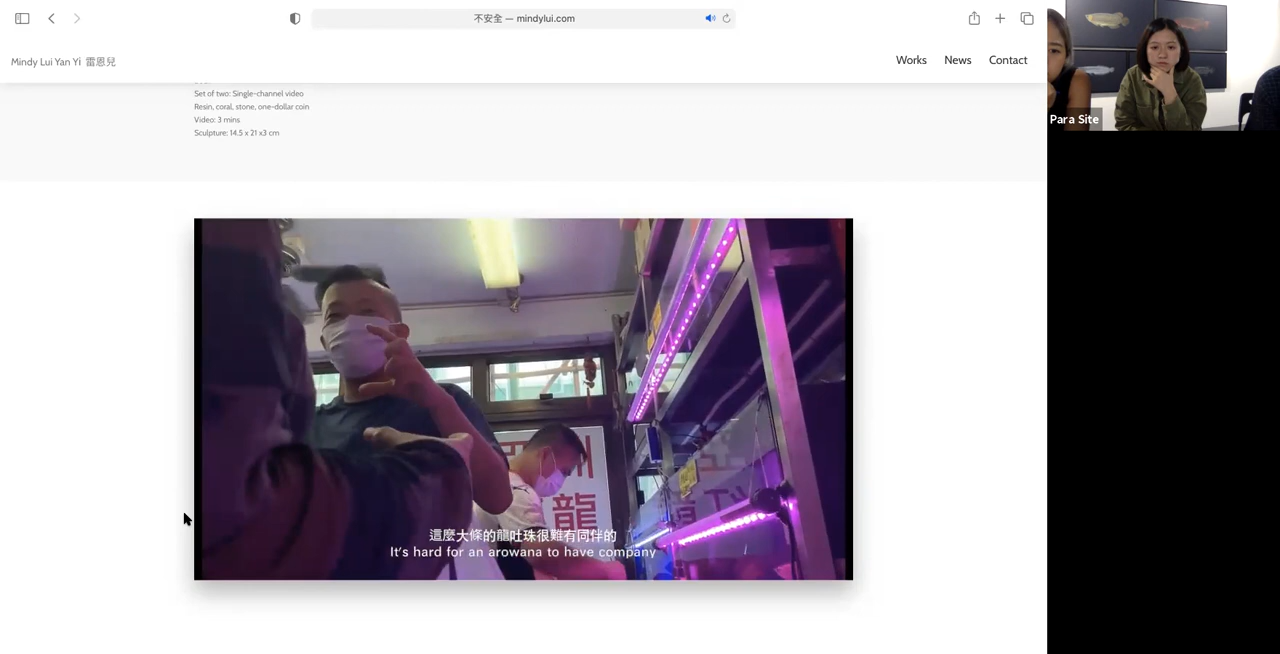 不安全 — mindylui.com
Mindy Lui Yan Yi 雷恩兒
Works
News
Contact
Set of two: Single-channel video
Resin, coral, stone, one-dollar coin
Video: 3 mins
Sculpture: 14.5 x 21 x3 cm
Para Site
龍
這麼大條的龍吐珠很難有同伴的
It's hard for an arowana to have company